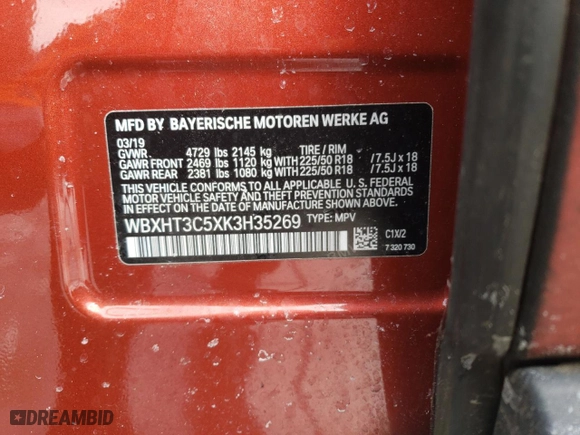 MFD BY BAYERISCHE MOTOREN WERKE AG
03/19
GVWR 4729 lbs 2145 kg TIRE / RIM
GAWR FRONT 2469 lbs 1120 kg WITH 225/50 R18 /7.5J x 18
GAWR REAR 2381 lbs 1080 kg WITH 225/50 R18 /7.5J x 18
THIS VEHICLE CONFORMS TO ALL APPLICABLE U. S. FEDERAL
MOTOR VEHICLE SAFETY AND THEFT PREVENTION STANDARDS
IN EFFECT ON THE DATE OF MANUFACTURE SHOWN ABOVE.
WBXHT3C5XK3H35269 TYPE: MPV
C1X/2
7 320 730
DREAMBID